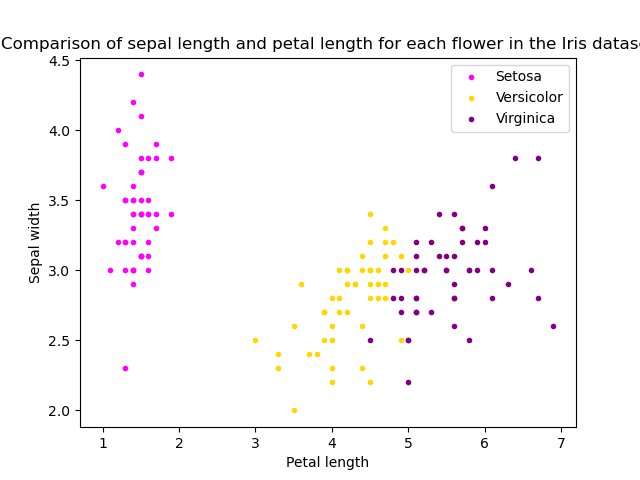 Comparison of sepal length and petal length for each flower in the Iris datas
4.5
4.0
3.5
3.0
2.5
2.0
Sepal width
Setosa
Versicolor
Virginica
1 2 3 4 5 6 7
Petal length